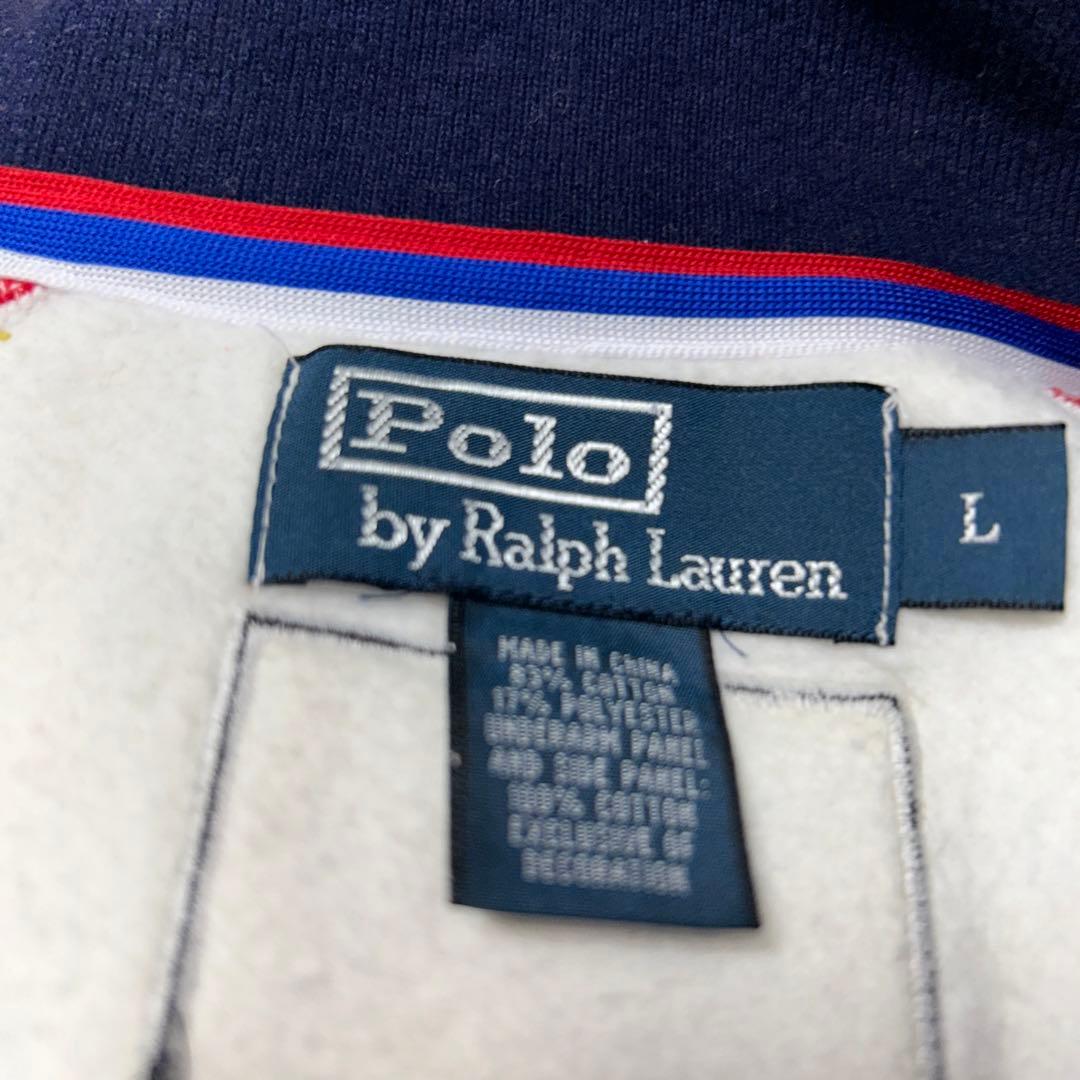 Polo
by Ralph Lauren
L
MADE IN CHINA
83% COTTON
17% POLYESTER
UNDERARM PANEL
AND SIDE PANEL:
100% COTTON
EXCLUSIVE OF
DECORATION